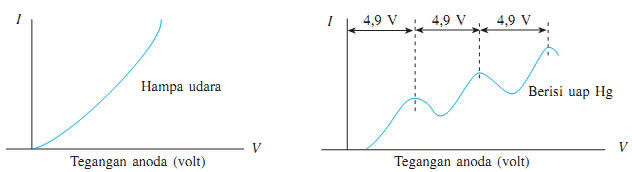 I
Hampa udara
V
Tegangan anoda (volt)
I
4,9 V 4,9 V 4,9 V
Berisi uap Hg
V
Tegangan anoda (volt)